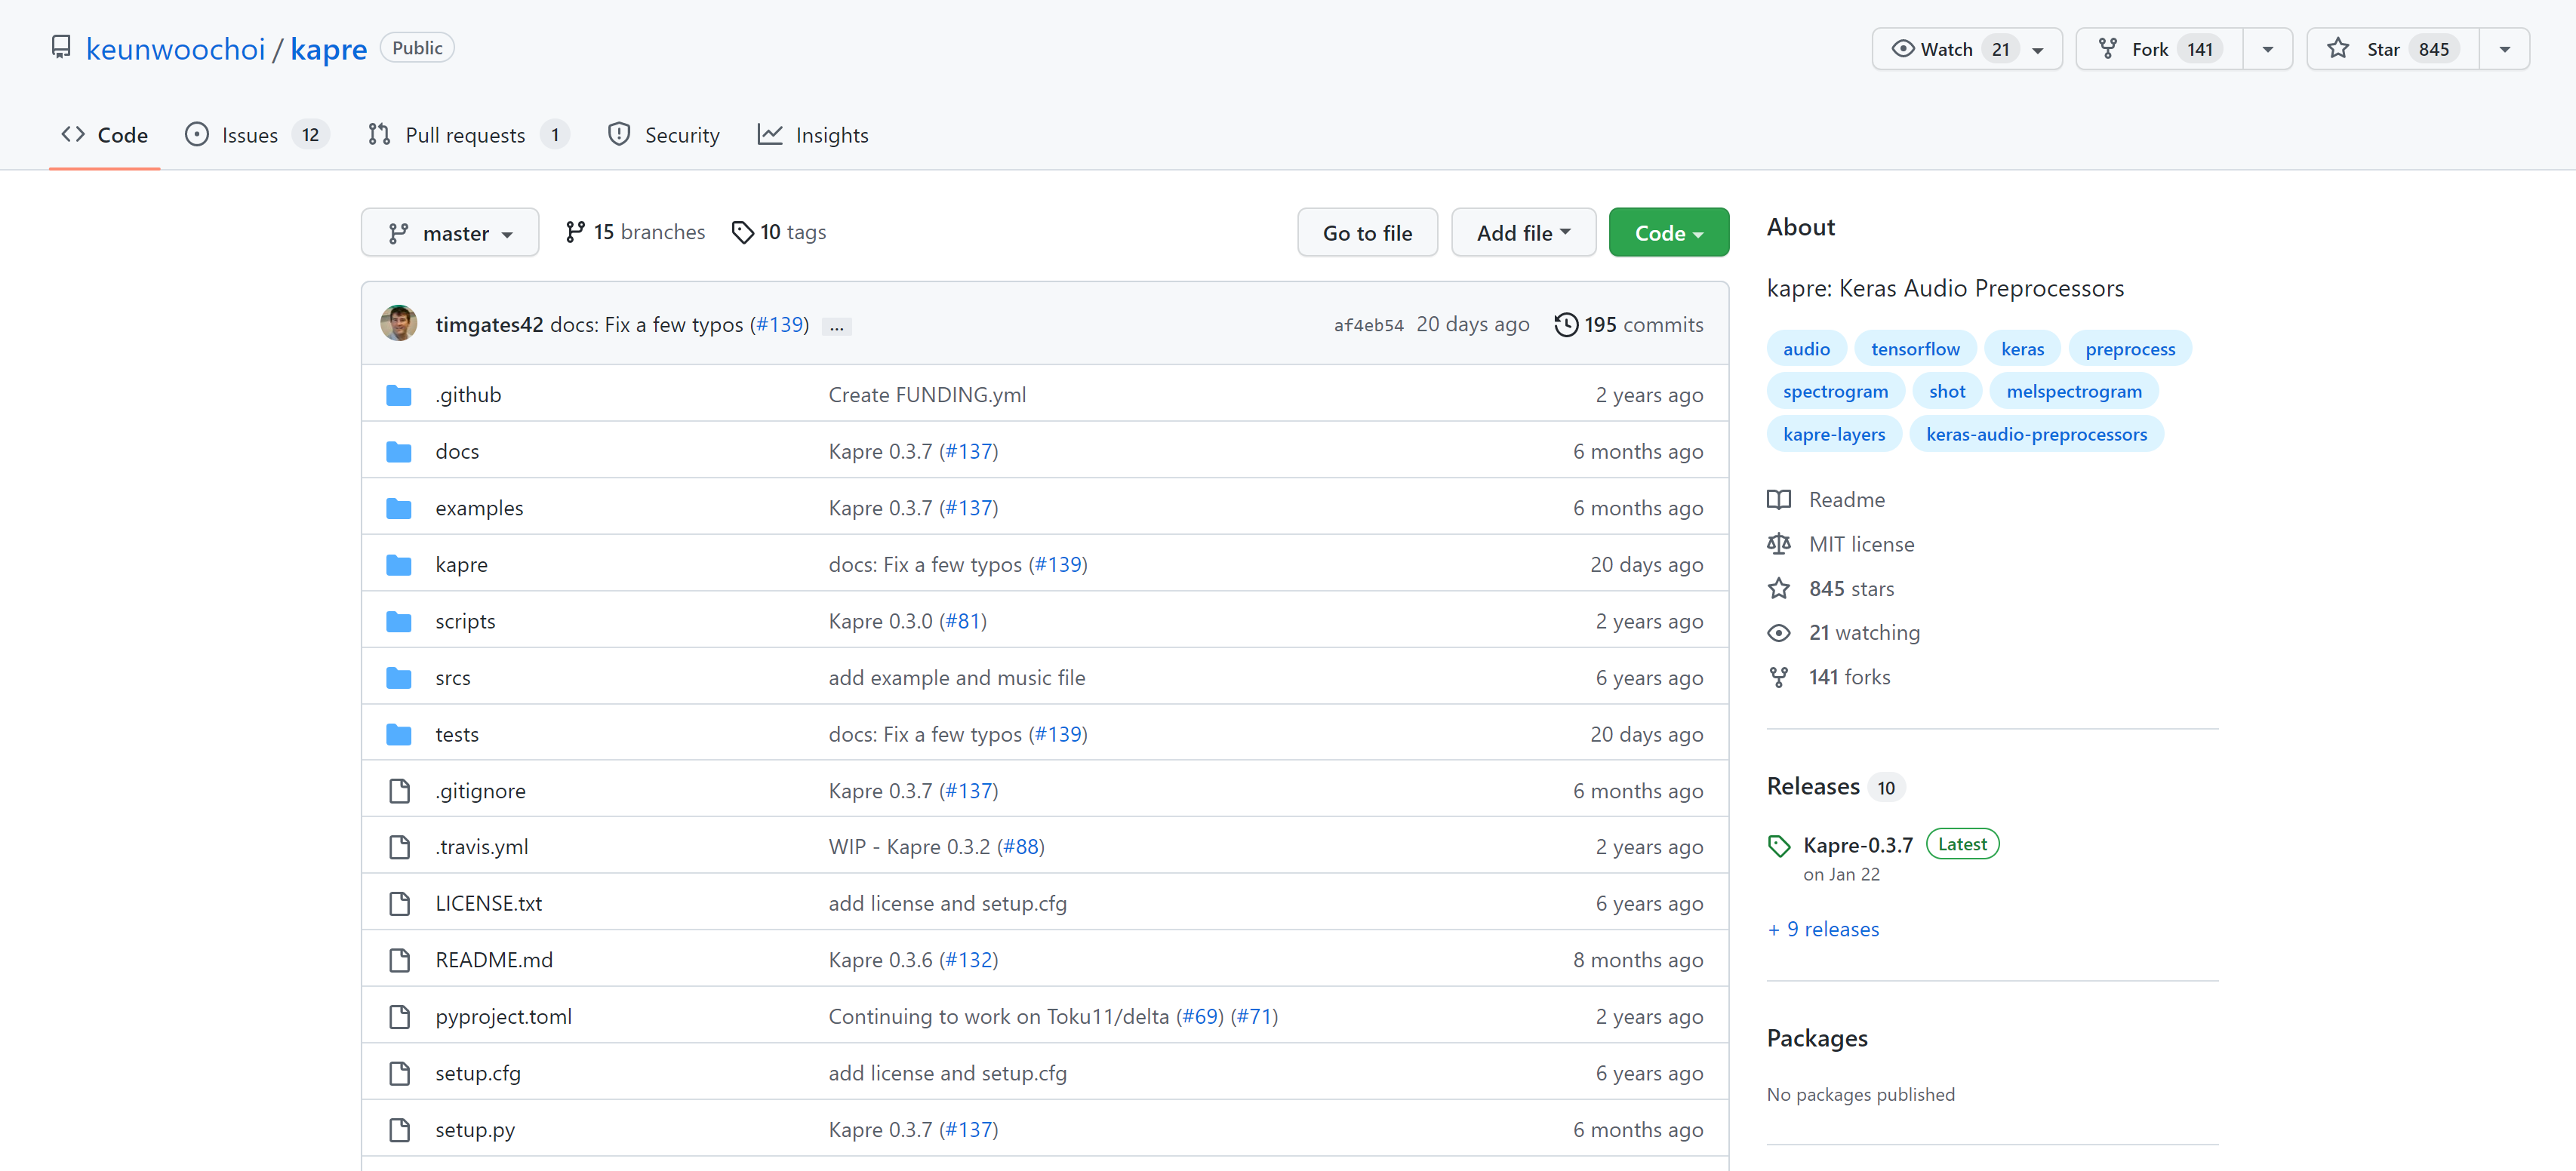 keunwoochoi / kapre Public
Watch 21 Fork 141 Star 845
Code Issues 12 Pull requests 1 Security Insights
master 15 branches 10 tags Go to file Add file Code
timgates42 docs: Fix a few typos (#139) ... af4eb54 20 days ago 195 commits
.github Create FUNDING.yml 2 years ago
docs Kapre 0.3.7 (#137) 6 months ago
examples Kapre 0.3.7 (#137) 6 months ago
kapre docs: Fix a few typos (#139) 20 days ago
scripts Kapre 0.3.0 (#81) 2 years ago
srcs add example and music file 6 years ago
tests docs: Fix a few typos (#139) 20 days ago
.gitignore Kapre 0.3.7 (#137) 6 months ago
.travis.yml WIP - Kapre 0.3.2 (#88) 2 years ago
LICENSE.txt add license and setup.cfg 6 years ago
README.md Kapre 0.3.6 (#132) 8 months ago
pyproject.toml Continuing to work on Toku11/delta (#69) (#71) 2 years ago
setup.cfg add license and setup.cfg 6 years ago
setup.py Kapre 0.3.7 (#137) 6 months ago
About
kapre: Keras Audio Preprocessors
audio tensorflow keras preprocess
spectrogram shot melspectrogram
kapre-layers keras-audio-preprocessors
Readme
MIT license
845 stars
21 watching
141 forks
Releases 10
Kapre-0.3.7 Latest
on Jan 22
+ 9 releases
Packages
No packages published